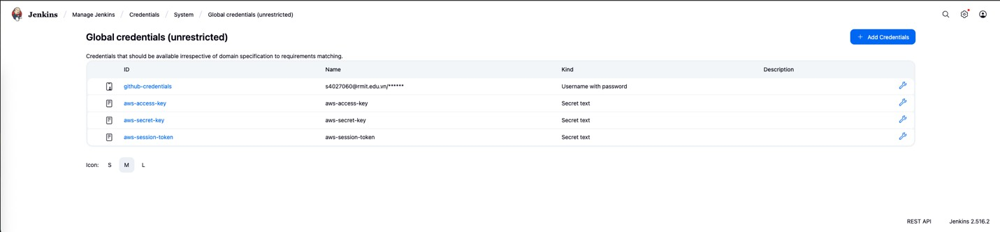 Jenkins / Manage Jenkins / Credentials / System / Global credentials (unrestricted)
Global credentials (unrestricted)
+ Add Credentials
Credentials that should be available irrespective of domain specification to requirements matching.
ID Name Kind Description
github-credentials s4027060@rmit.edu.vn/****** Username with password
aws-access-key aws-access-key Secret text
aws-secret-key aws-secret-key Secret text
aws-session-token aws-session-token Secret text
Icon: S M L
REST API Jenkins 2.516.2